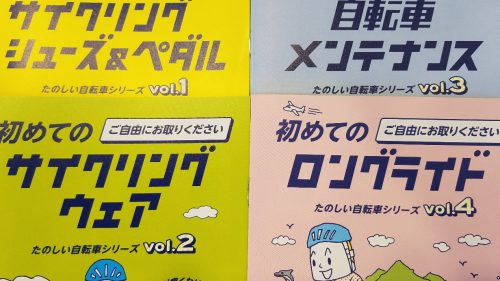 サイクリング
シューズ&ペダル
たのしい自転車シリーズ vol.1
自転車
メンテナンス
たのしい自転車シリーズ vol.3
初めての
ご自由にお取りください
サイクリング
ウェア
たのしい自転車シリーズ vol.2
初めての
ご自由にお取りください
ロングライド
たのしい自転車シリーズ vol.4